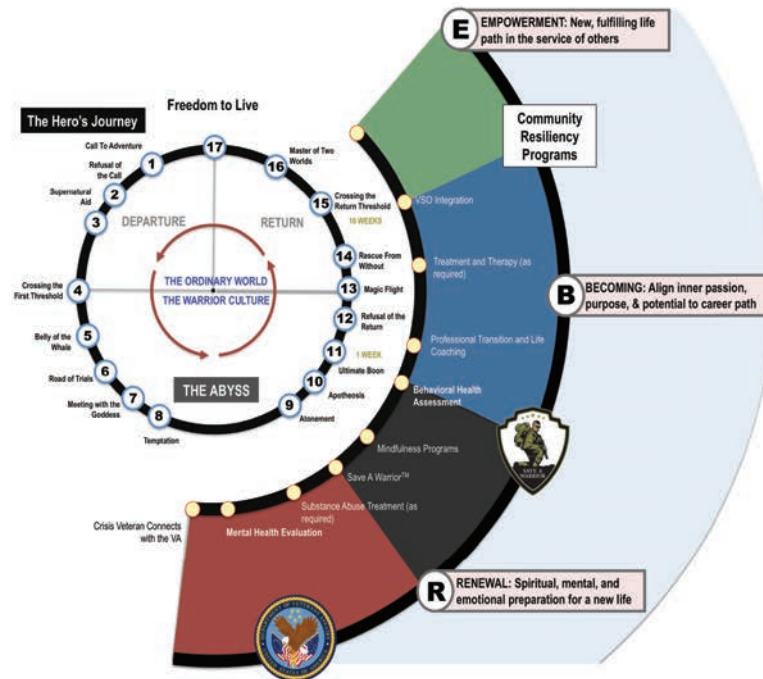 E
EMPOWERMENT: New, fulfilling life
path in the service of others
The Hero's Journey
Freedom to Live
Community
Resiliency
Programs
17
Call To Adventure
1
Refusal of
the Call
2
Supernatural
Aid
3
16
Master of Two
Worlds
15
Crossing the
Return Threshold
10 WEEKS
DEPARTURE
RETURN
14
Rescue From
Without
13
Magic Flight
THE ORDINARY WORLD
THE WARRIOR CULTURE
4
Crossing the
First Threshold
12
Refusal of the
Return
5
Belly of the
Whale
11
1 WEEK
Ultimate Boon
6
Road of Trials
THE ABYSS
10
Apotheosis
7
Meeting with the
Goddess
9
Atonement
8
Temptation
VSO Integration
Treatment and Therapy (as
required)
B
BECOMING: Align inner passion,
purpose, & potential to career path
Professional Transition and Life
Coaching
Behavioral Health
Assessment
Mindfulness Programs
SAVE A
WARRIOR
Save A Warrior™
Substance Abuse Treatment (as
required)
Mental Health Evaluation
Crisis Veteran Connects
with the VA
R
RENEWAL: Spiritual, mental, and
emotional preparation for a new life